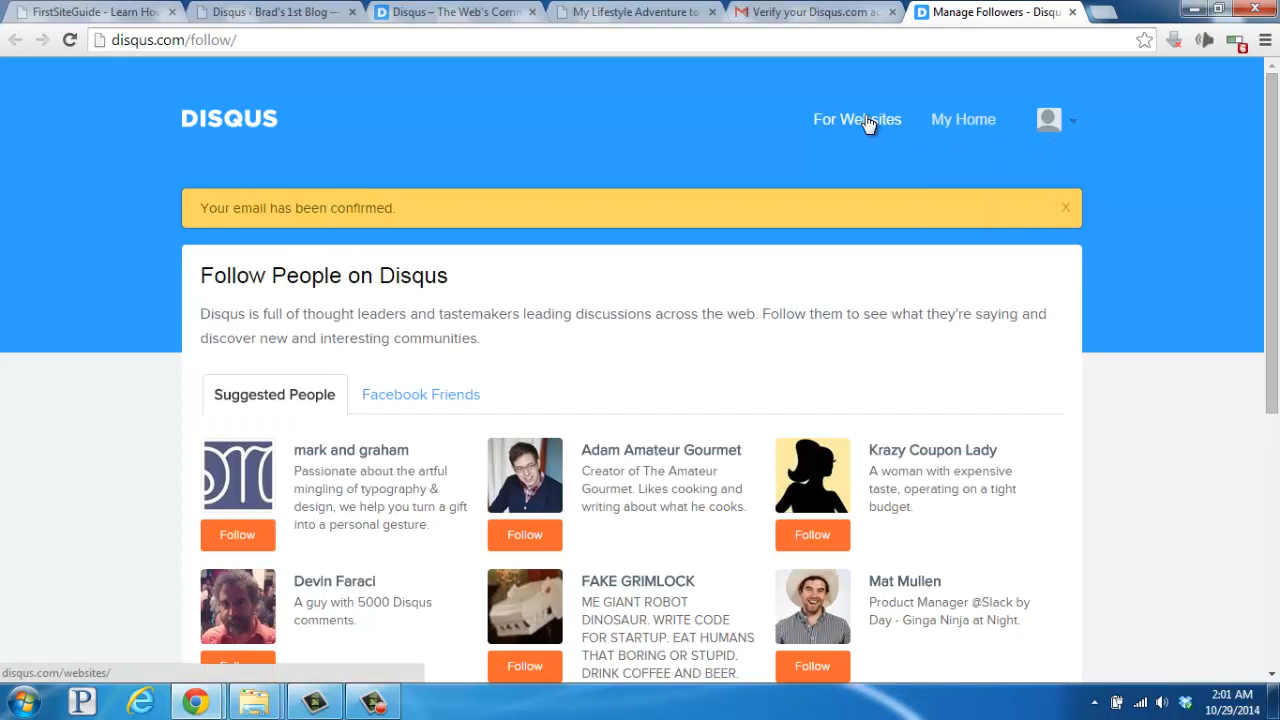 FirstSiteGuide - Learn Ho
Disqus ‹ Brad's 1st Blog —
Disqus – The Web's Comm
My Lifestyle Adventure to
Verify your Disqus.com ac
Manage Followers - Disqu
disqus.com/follow/
6
DISQUS
For Websites
My Home
Your email has been confirmed.
X
Follow People on Disqus
Disqus is full of thought leaders and tastemakers leading discussions across the web. Follow them to see what they're saying and
discover new and interesting communities.
Suggested People
Facebook Friends
mark and graham
Passionate about the artful
mingling of typography &
design, we help you turn a gift
into a personal gesture.
Follow
Adam Amateur Gourmet
Creator of The Amateur
Gourmet. Likes cooking and
writing about what he cooks.
Follow
Krazy Coupon Lady
A woman with expensive
taste, operating on a tight
budget.
Follow
Devin Faraci
A guy with 5000 Disqus
comments.
FAKE GRIMLOCK
ME GIANT ROBOT
DINOSAUR. WRITE CODE
FOR STARTUP. EAT HUMANS
THAT BORING OR STUPID.
DRINK COFFEE AND BEER.
Follow
Mat Mullen
Product Manager @Slack by
Day - Ginga Ninja at Night.
Follow
disqus.com/websites/
2:01 AM
10/29/2014